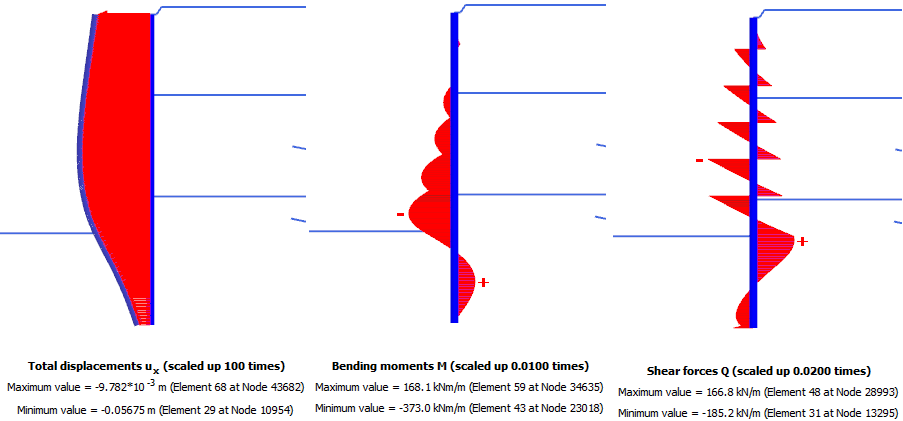 Total displacements ux (scaled up 100 times)
Maximum value = -9.782*10 -3 m (Element 68 at Node 43682)
Minimum value = -0.05675 m (Element 29 at Node 10954)
Bending moments M (scaled up 0.0100 times)
Maximum value = 168.1 kNm/m (Element 59 at Node 34635)
Minimum value = -373.0 kNm/m (Element 43 at Node 23018)
Shear forces Q (scaled up 0.0200 times)
Maximum value = 166.8 kN/m (Element 48 at Node 28993)
Minimum value = -185.2 kN/m (Element 31 at Node 13295)